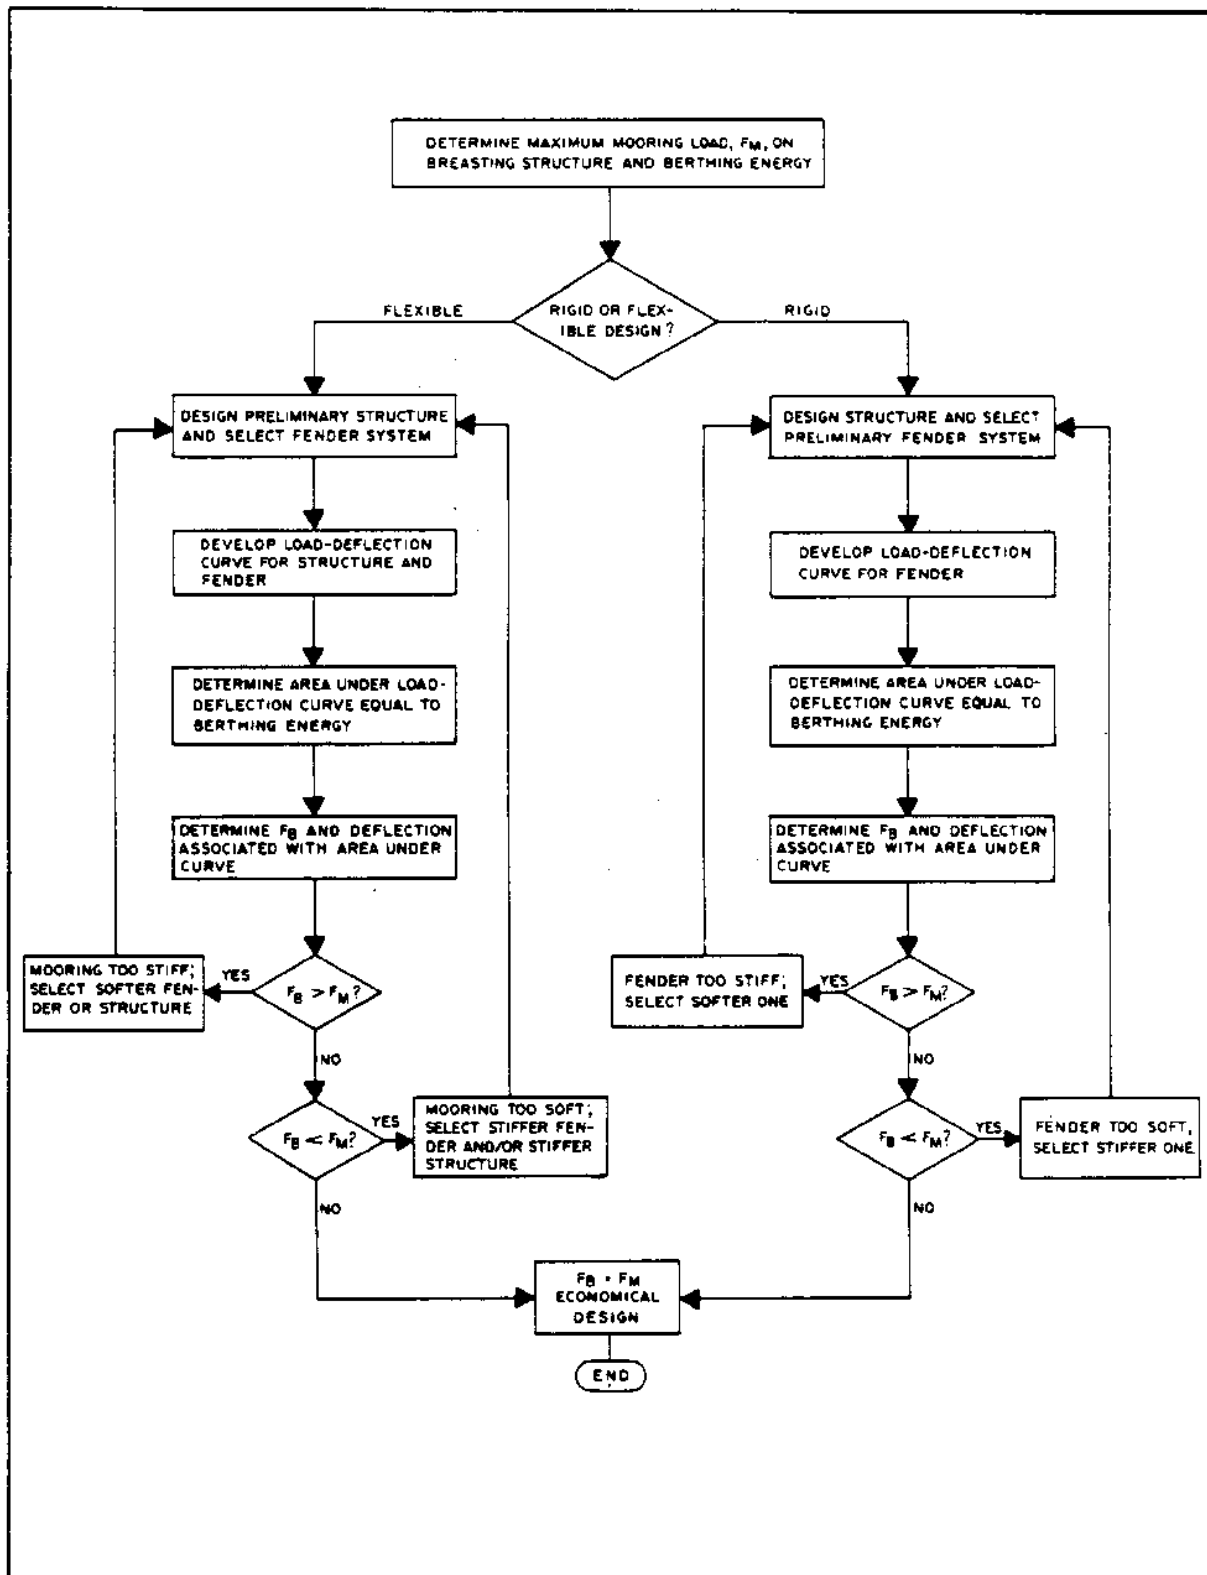 DETERMINE MAXIMUM MOORING LOAD, FM, ON
BREASTING STRUCTURE AND BERTHING ENERGY
RIGID OR FLEX-
IBLE DESIGN?
FLEXIBLE
RIGID
DESIGN PRELIMINARY STRUCTURE
AND SELECT FENDER SYSTEM
DEVELOP LOAD-DEFLECTION
CURVE FOR STRUCTURE AND
FENDER
DETERMINE AREA UNDER LOAD-
DEFLECTION CURVE EQUAL TO
BERTHING ENERGY
DETERMINE FB AND DEFLECTION
ASSOCIATED WITH AREA UNDER
CURVE
FB > FM?
YES
MOORING TOO STIFF;
SELECT SOFTER FEN-
DER OR STRUCTURE
NO
FB < FM?
YES
MOORING TOO SOFT;
SELECT STIFFER FEN-
DER AND/OR STIFFER
STRUCTURE
NO
DESIGN STRUCTURE AND SELECT
PRELIMINARY FENDER SYSTEM
DEVELOP LOAD-DEFLECTION
CURVE FOR FENDER
DETERMINE AREA UNDER LOAD-
DEFLECTION CURVE EQUAL TO
BERTHING ENERGY
DETERMINE FB AND DEFLECTION
ASSOCIATED WITH AREA UNDER
CURVE
FB > FM?
YES
FENDER TOO STIFF;
SELECT SOFTER ONE
NO
FB < FM?
YES
FENDER TOO SOFT,
SELECT STIFFER ONE
NO
FB = FM
ECONOMICAL
DESIGN
END